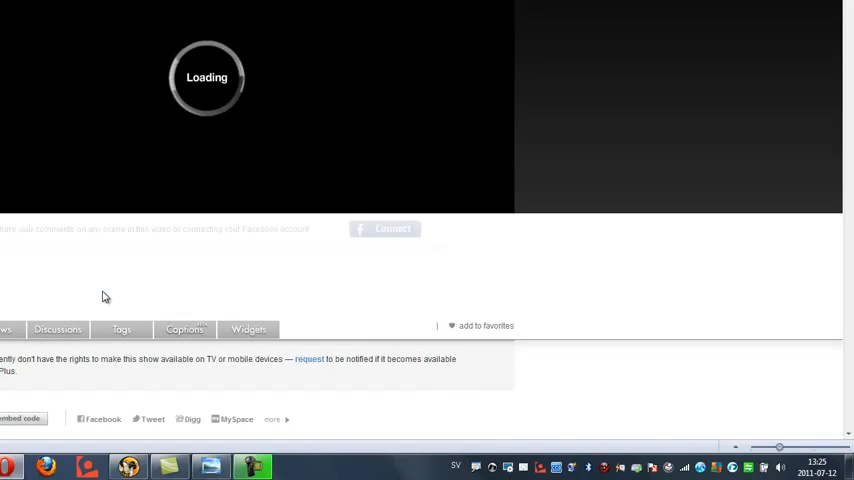 Loading
hare your comments on any scene in this video by connecting your Facebook account
Connect
ws Discussions Tags Captions Widgets
add to favorites
ently don't have the rights to make this show available on TV or mobile devices — request to be notified if it becomes available
Plus.
mbed code Facebook Tweet Digg MySpace more
SV
13:25
2011-07-12